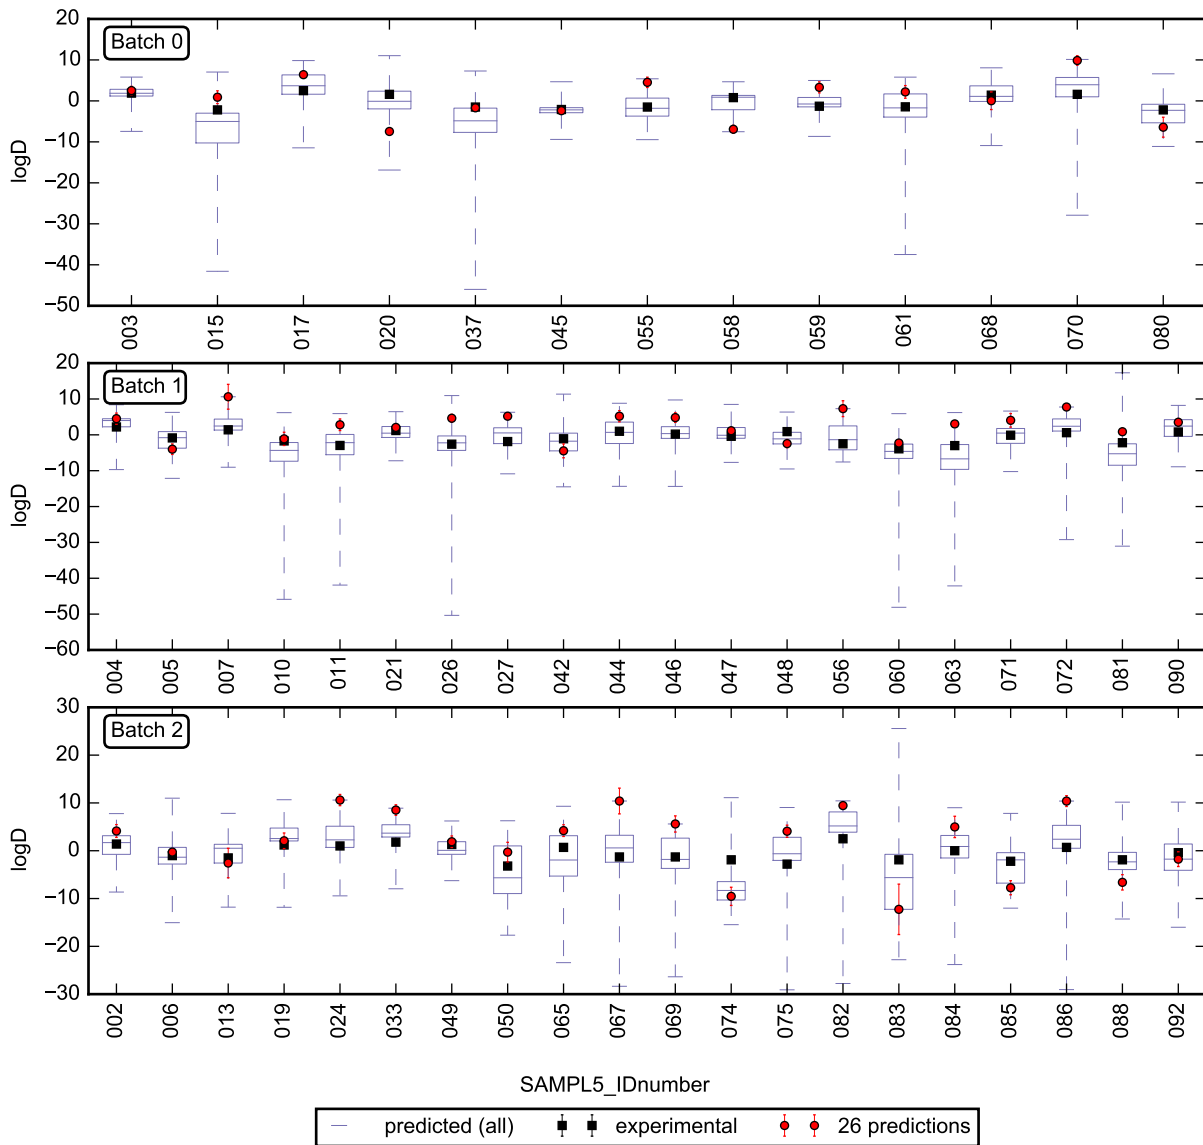 20
10
0
−10
−20
−30
−40
−50
logD
Batch 0
003 015 017 020 037 045 055 058 059 061 068 070 080
20
10
0
−10
−20
−30
−40
−50
−60
logD
Batch 1
004 005 007 010 011 021 026 027 042 044 046 047 048 056 060 063 071 072 081 090
30
20
10
0
−10
−20
−30
logD
Batch 2
002 006 013 019 024 033 049 050 065 067 069 074 075 082 083 084 085 086 088 092
SAMPL5_IDnumber
predicted (all) experimental 26 predictions